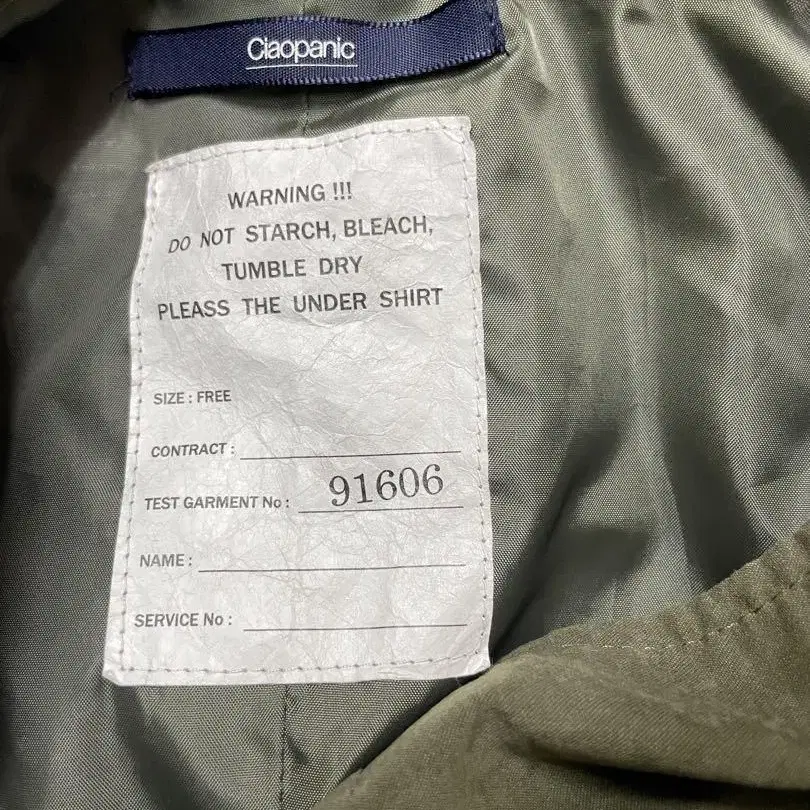 Ciaopanic
WARNING !!!
DO NOT STARCH, BLEACH,
TUMBLE DRY
PLEASS THE UNDER SHIRT
SIZE : FREE
CONTRACT :
TEST GARMENT No : 91606
NAME :
SERVICE No :